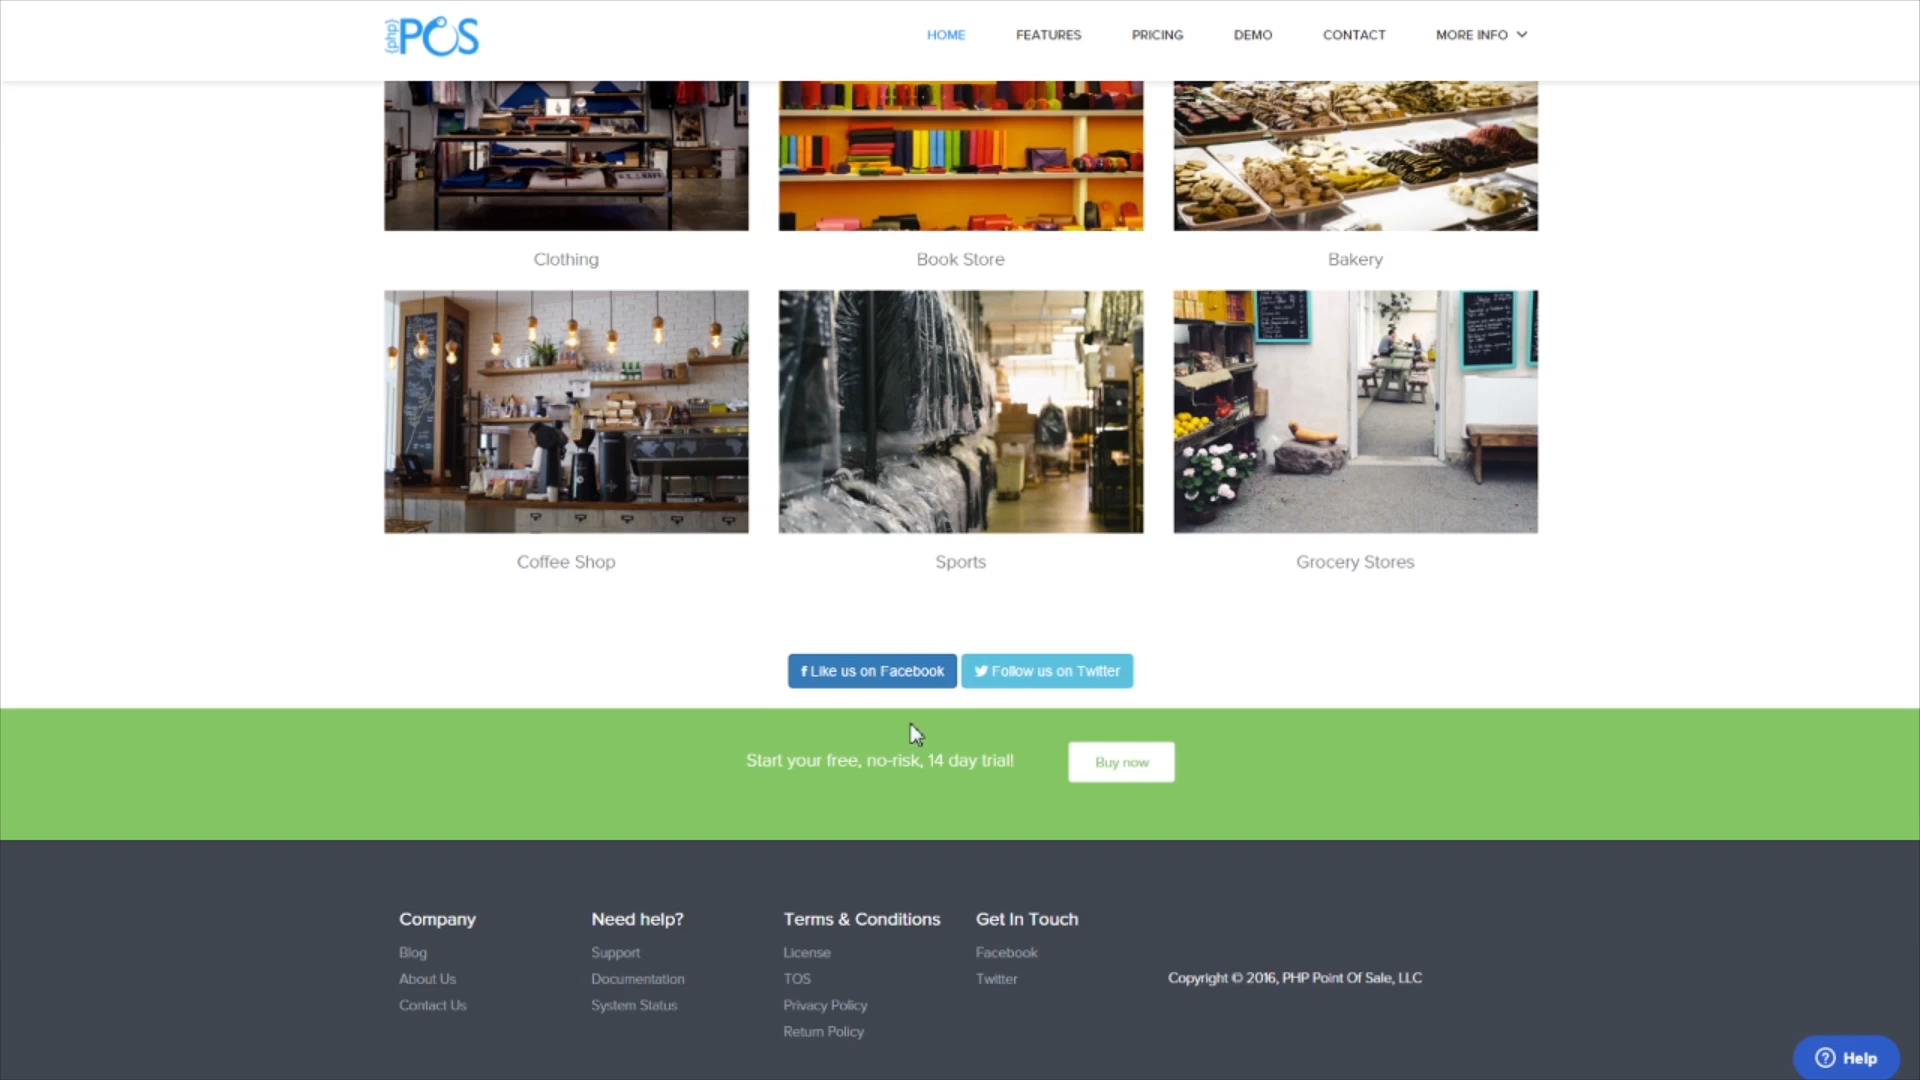 {php} POS
HOME
FEATURES
PRICING
DEMO
CONTACT
MORE INFO
Clothing
Book Store
Bakery
Coffee Shop
Sports
Grocery Stores
Like us on Facebook
Follow us on Twitter
Start your free, no-risk, 14 day trial!
Buy now
Company
Blog
About Us
Contact Us
Need help?
Support
Documentation
System Status
Terms & Conditions
License
TOS
Privacy Policy
Return Policy
Get In Touch
Facebook
Twitter
Copyright © 2016, PHP Point Of Sale, LLC
? Help